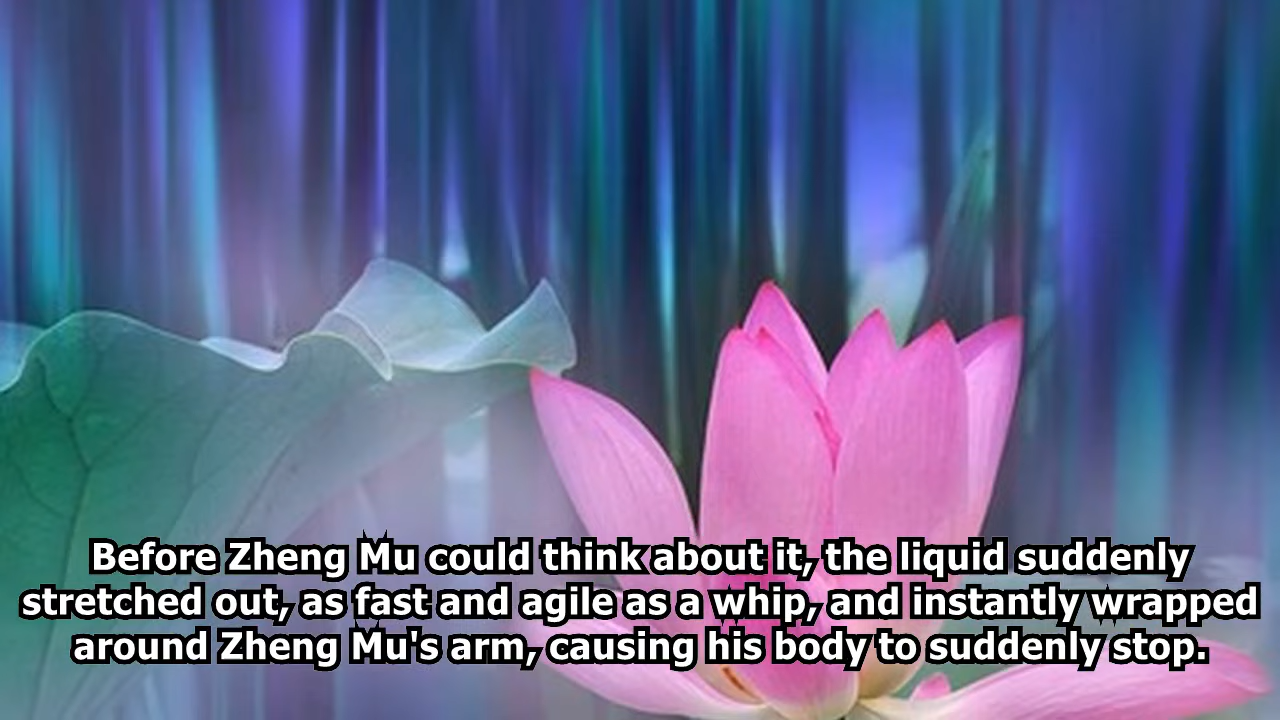 Before Zheng Mu could think about it, the liquid suddenly
stretched out, as fast and agile as a whip, and instantly wrapped
around Zheng Mu's arm, causing his body to suddenly stop.